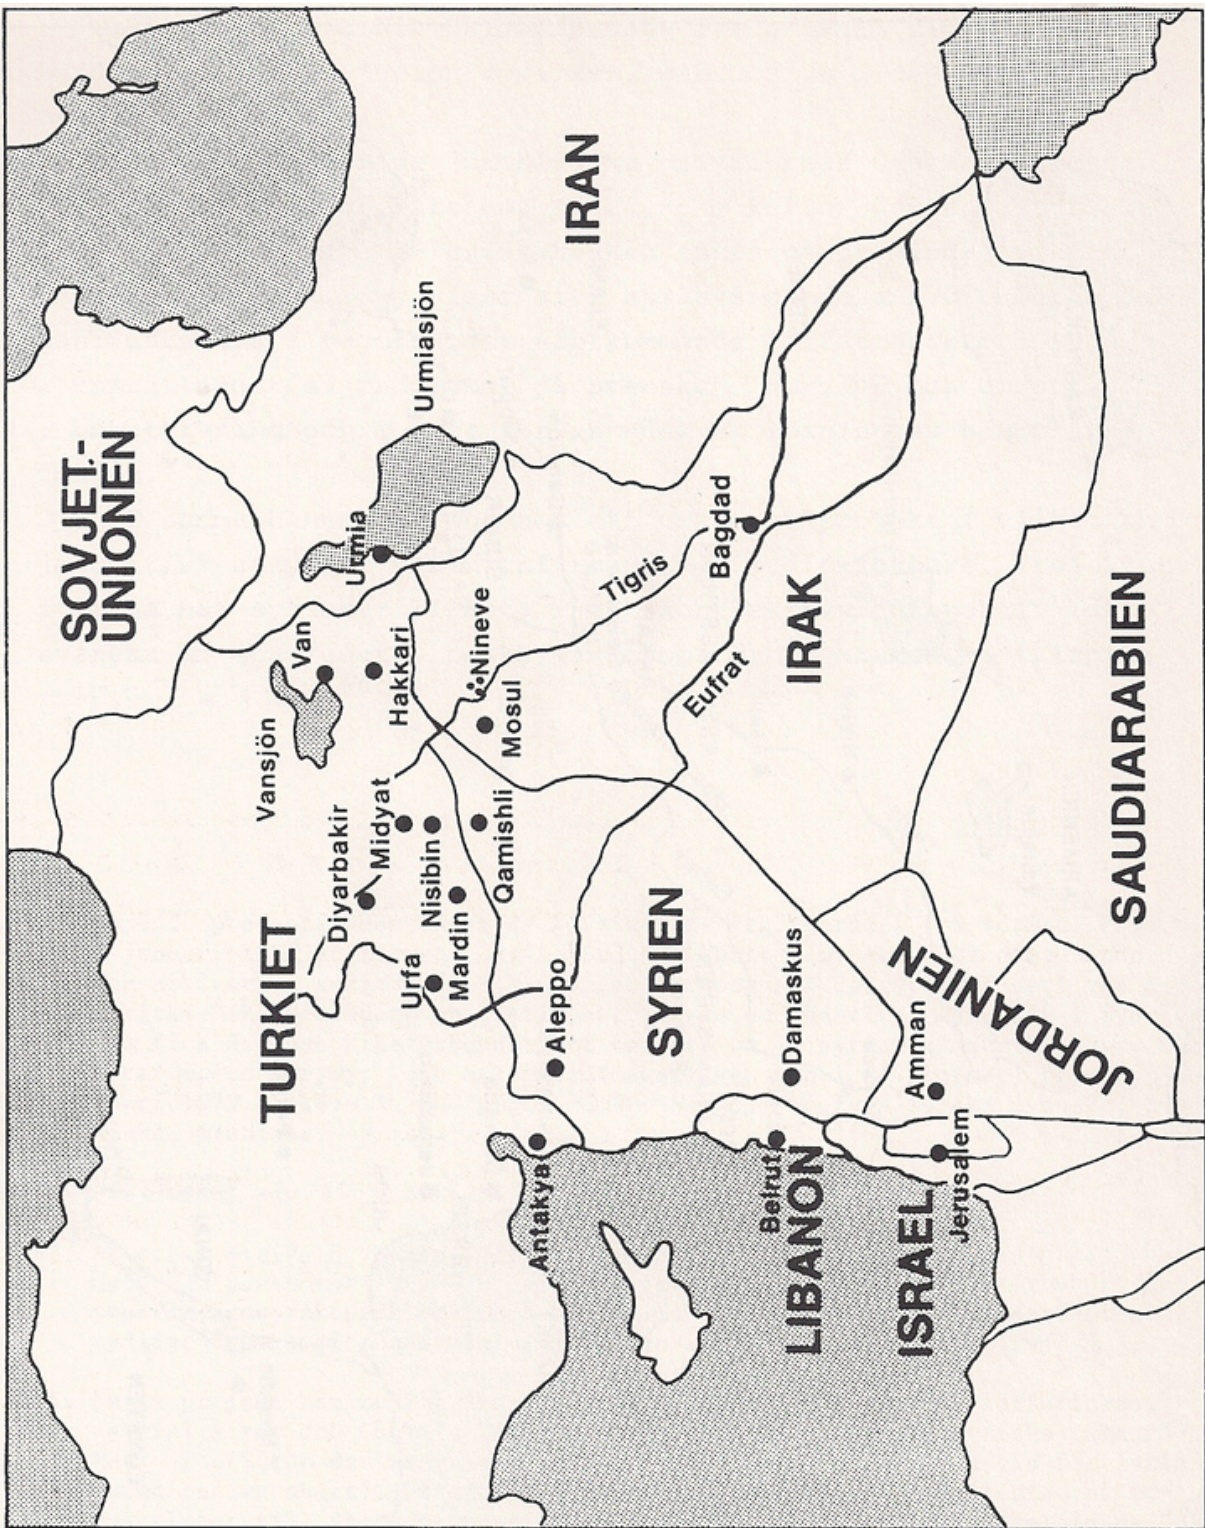 SOVJET.-
UNIONEN
IRAN
Urmiasjön
Urmia
Van
Vansjön
Hakkari
Nineve
Mosul
Tigris
Bagdad
Eufrat
IRAK
Diyarbakir
Midyat
Nisibin
Mardin
Qamishli
Urfa
TURKIET
Aleppo
SYRIEN
Damaskus
SAUDIARABIEN
JORDANIEN
Amman
Jerusalem
Antakya
Beirut
LIBANON
ISRAEL